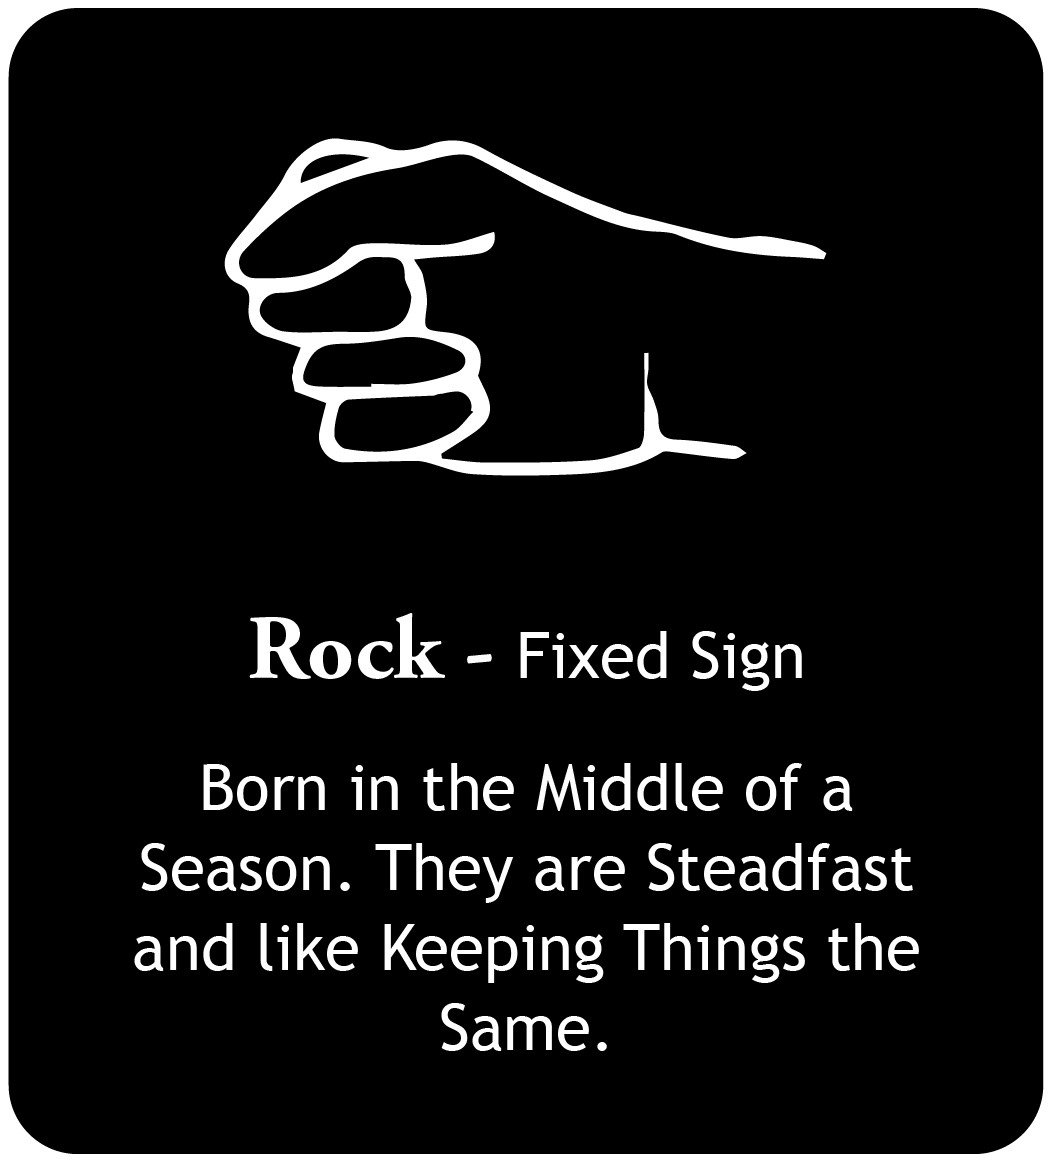 Rock - Fixed Sign
Born in the Middle of a
Season. They are Steadfast
and like Keeping Things the
Same.